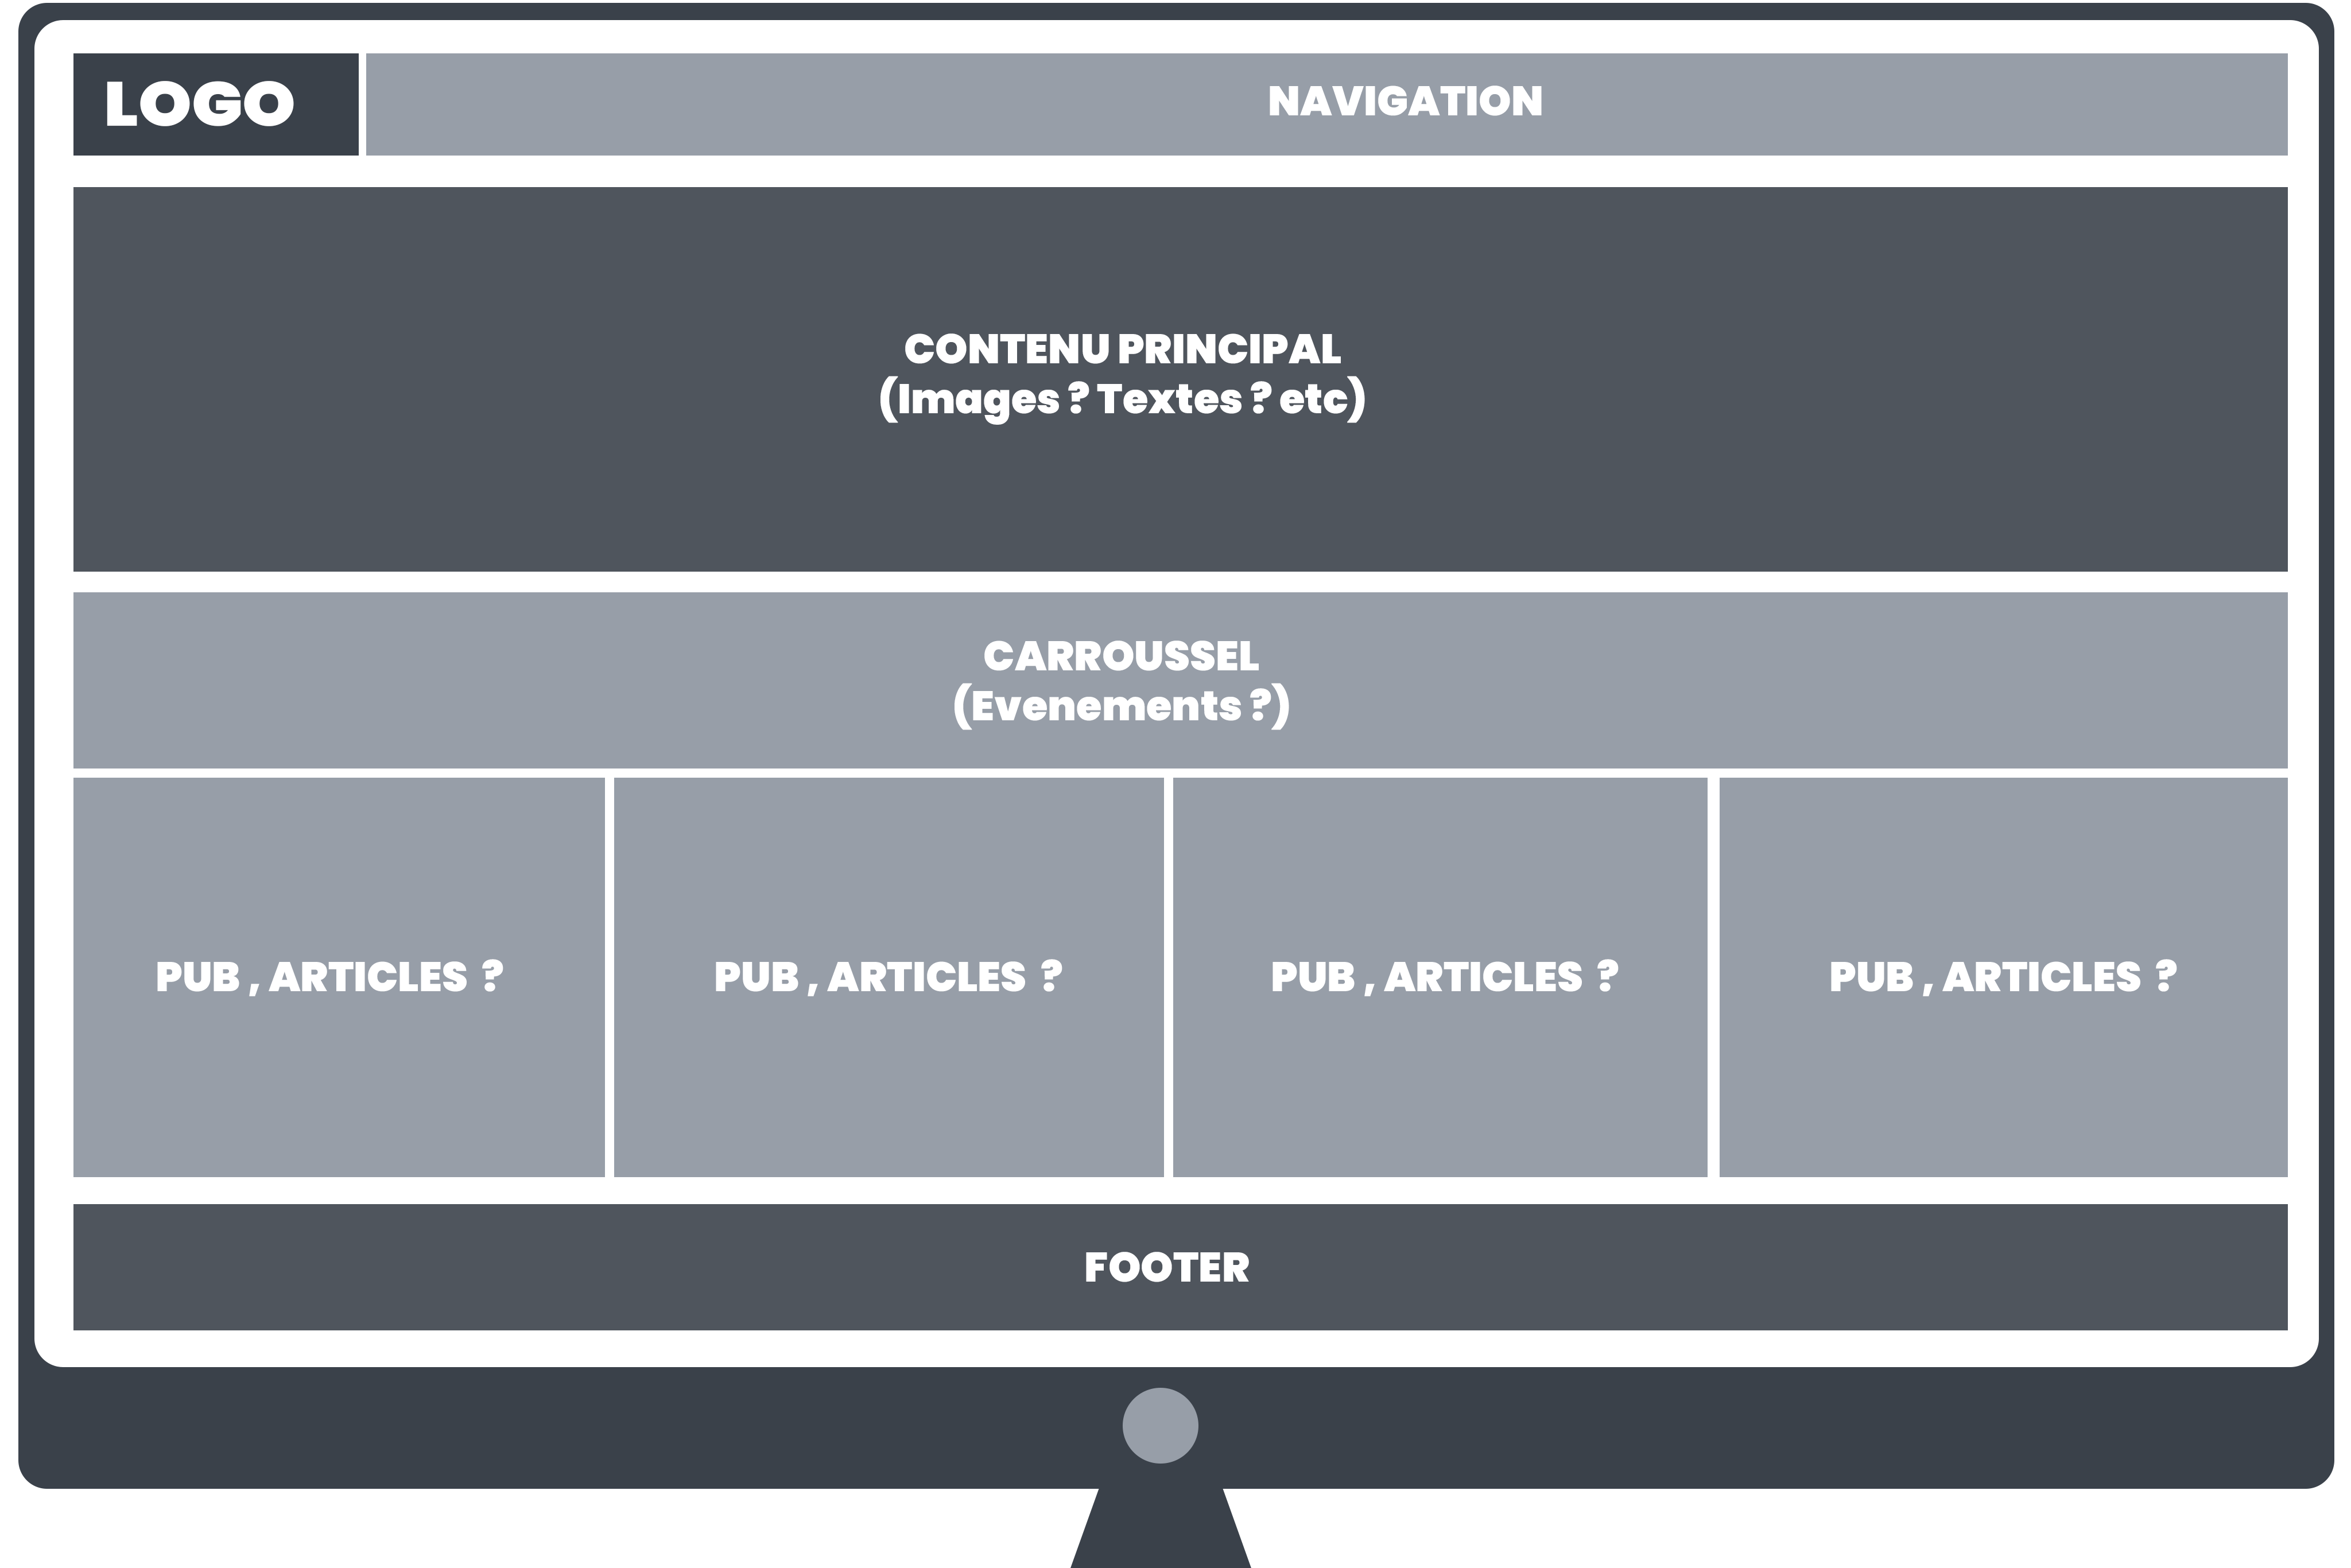 LOGO
NAVIGATION
CONTENU PRINCIPAL
(Images ? Textes ? etc)
CARROUSSEL
(Evenements ?)
PUB , ARTICLES ?
PUB , ARTICLES ?
PUB , ARTICLES ?
PUB , ARTICLES ?
FOOTER